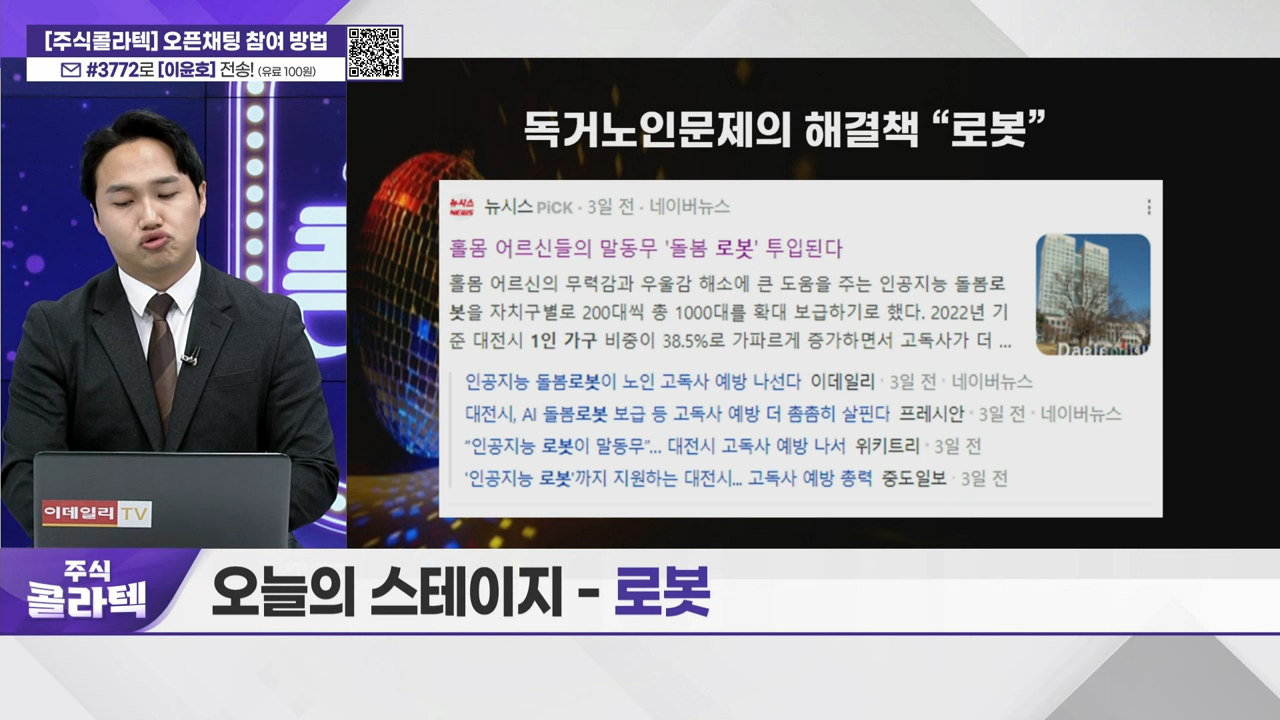 [주식콜라텍] 오픈채팅 참여 방법
#3772로 [이윤호] 전송! (유료 100원)
독거노인문제의 해결책 “로봇”
뉴시스 NEWS 뉴시스 PiCK · 3일 전 · 네이버뉴스
홀몸 어르신들의 말동무 '돌봄 로봇' 투입된다
홀몸 어르신의 무력감과 우울감 해소에 큰 도움을 주는 인공지능 돌봄로
봇을 자치구별로 200대씩 총 1000대를 확대 보급하기로 했다. 2022년 기
준 대전시 1인 가구 비중이 38.5%로 가파르게 증가하면서 고독사가 더 ...
인공지능 돌봄로봇이 노인 고독사 예방 나선다 이데일리 · 3일 전 · 네이버뉴스
대전시, AI 돌봄로봇 보급 등 고독사 예방 더 촘촘히 살핀다 프레시안 · 3일 전 · 네이버뉴스
“인공지능 로봇이 말동무”... 대전시 고독사 예방 나서 위키트리 · 3일 전
'인공지능 로봇'까지 지원하는 대전시... 고독사 예방 총력 중도일보 · 3일 전
이데일리 TV
주식
콜라텍
오늘의 스테이지 - 로봇